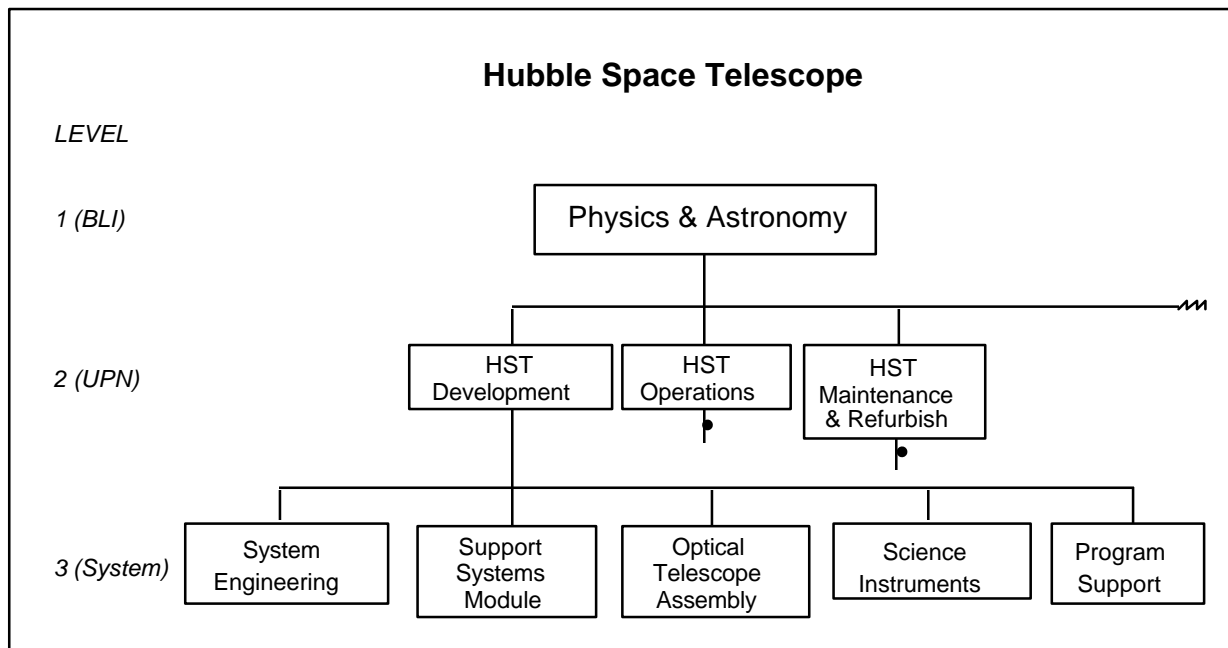 Hubble Space Telescope
LEVEL
1 (BLI)
Physics & Astronomy
2 (UPN)
HST
Development
HST
Operations
HST
Maintenance
& Refurbish
3 (System)
System
Engineering
Support
Systems
Module
Optical
Telescope
Assembly
Science
Instruments
Program
Support